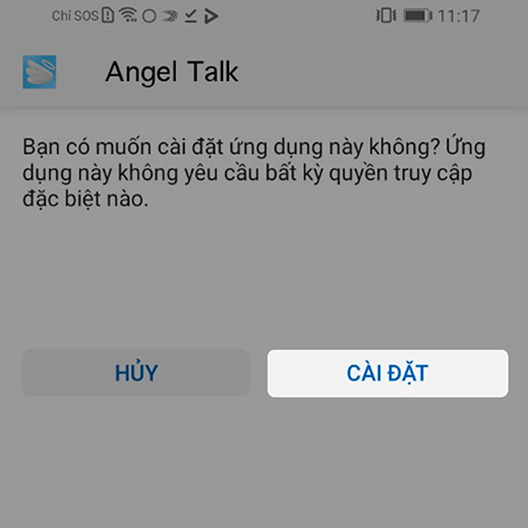 Chỉ SOS 11:17
Angel Talk
Bạn có muốn cài đặt ứng dụng này không? Ứng
dụng này không yêu cầu bất kỳ quyền truy cập
đặc biệt nào.
HỦY CÀI ĐẶT